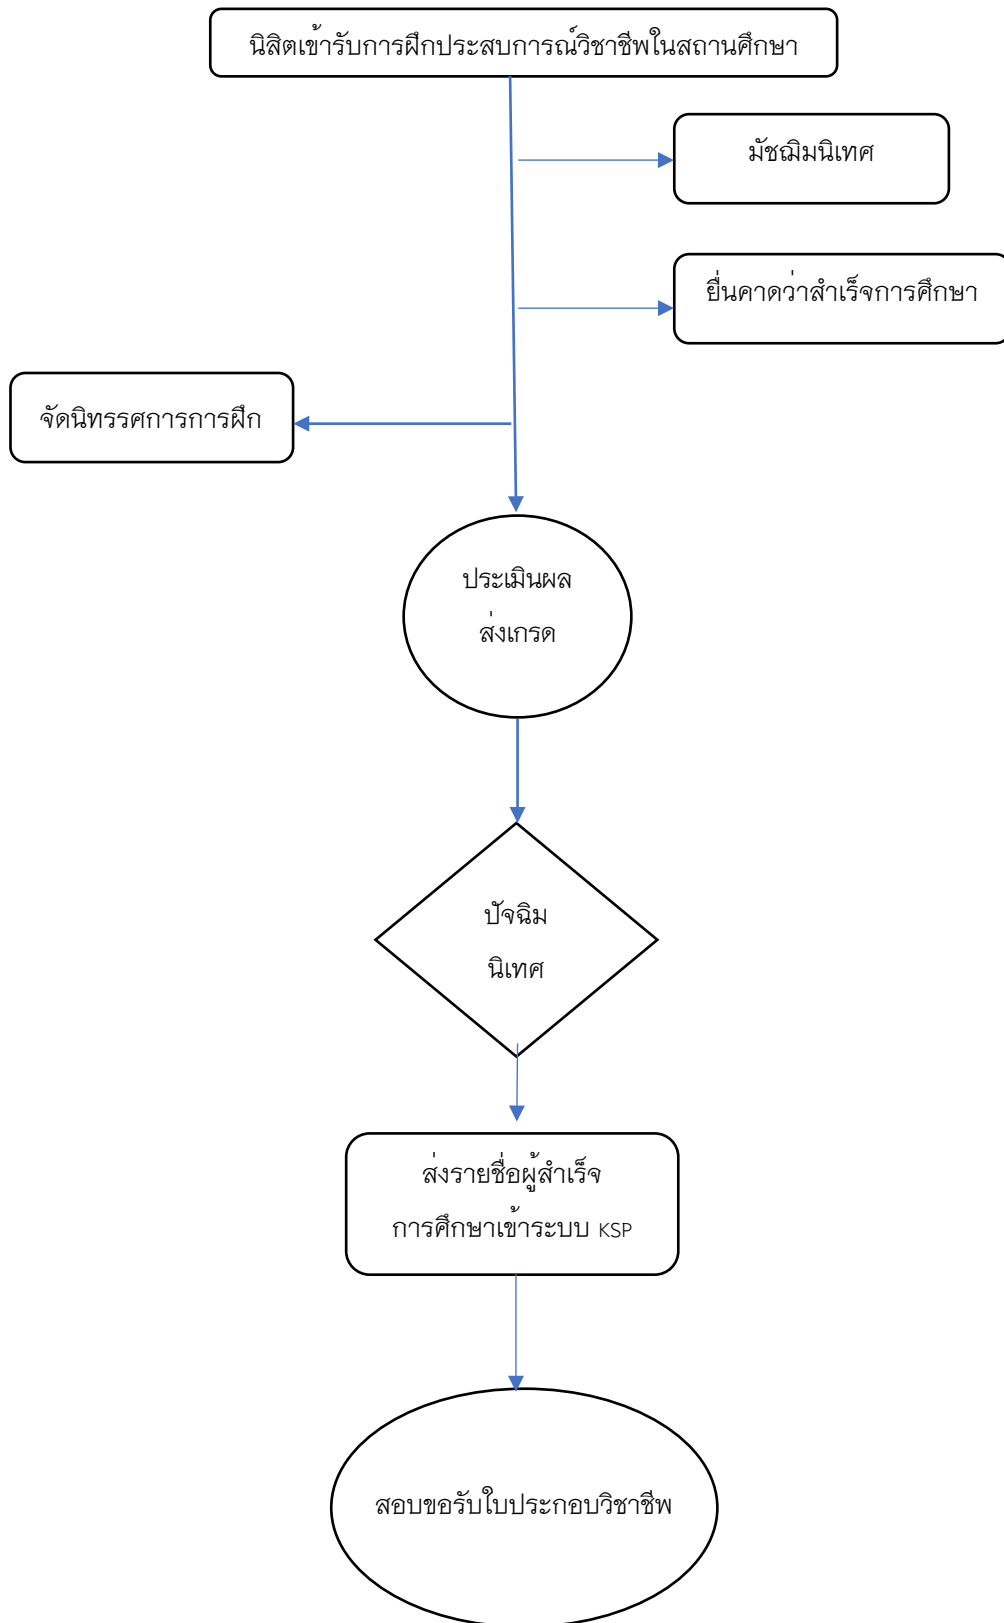 นิสิตเข้ารับการฝึกประสบการณ์วิชาชีพในสถานศึกษา
มัชฌิมนิเทศ
ยื่นคาดว่าสำเร็จการศึกษา
จัดนิทรรศการการฝึก
ประเมินผล
ส่งเกรด
ปัจฉิม
นิเทศ
ส่งรายชื่อผู้สำเร็จ
การศึกษาเข้าระบบ KSP
สอบขอรับใบประกอบวิชาชีพ